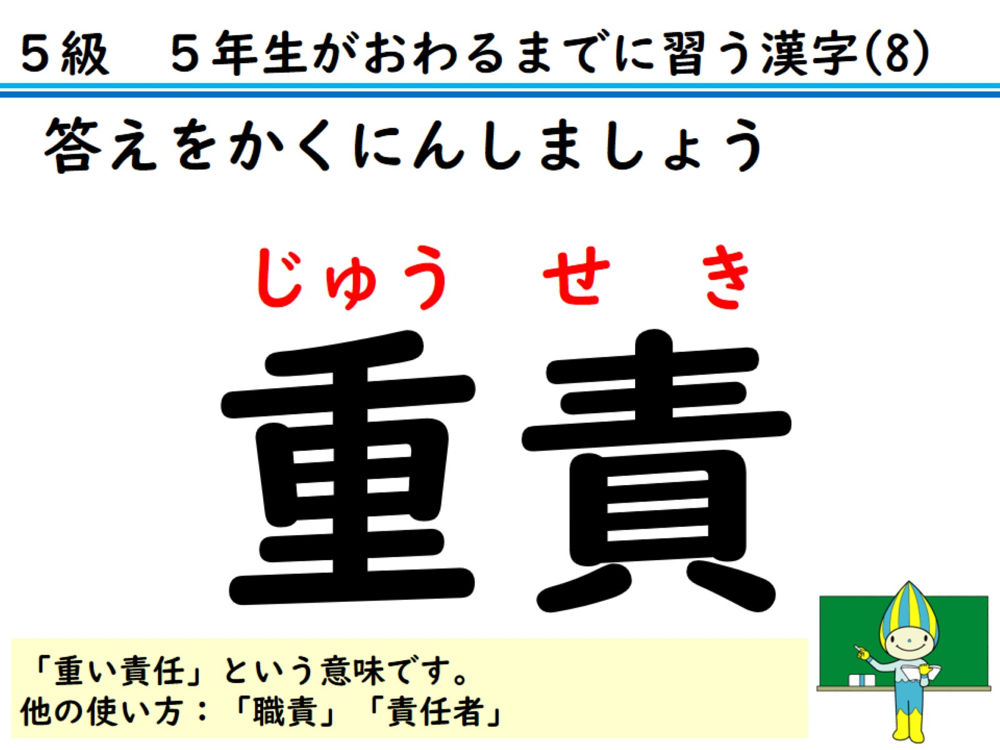 ５級　５年生がおわるまでに習う漢字(8)
答えをかくにんしましょう
じゅう　せ　き
重責
「重い責任」という意味です。
他の使い方：「職責」「責任者」